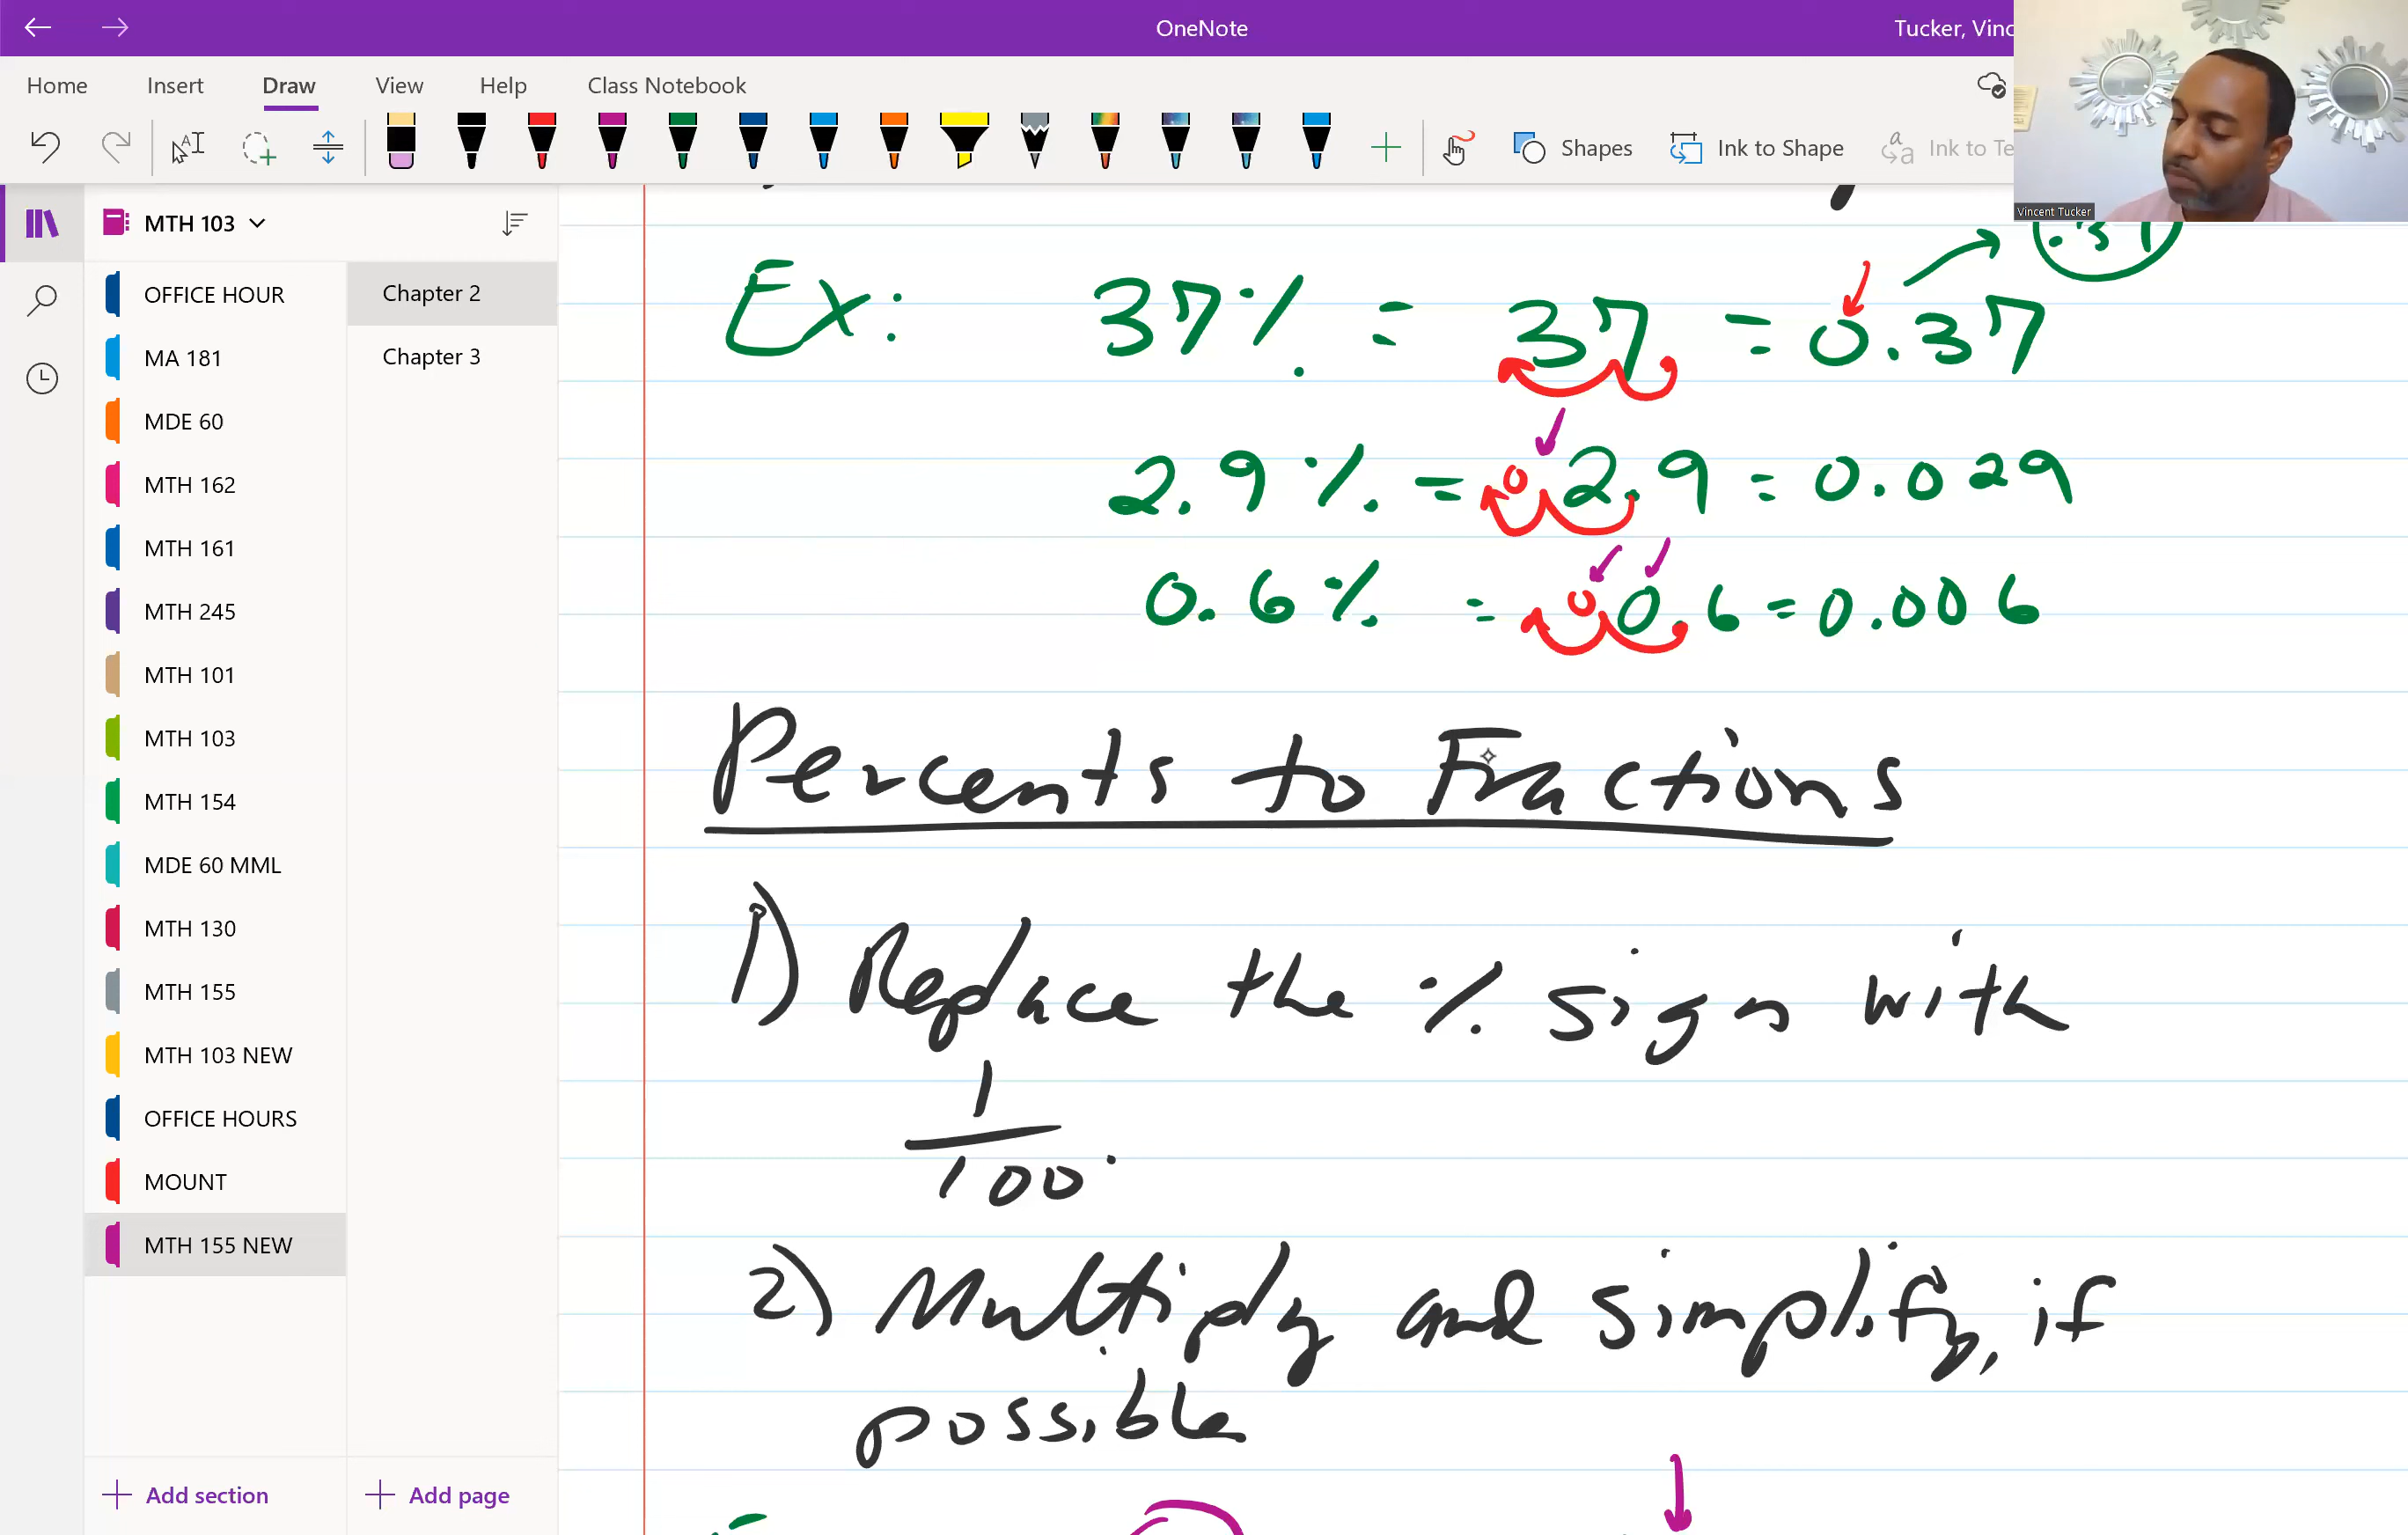 OneNote
Tucker, Vinc
Home Insert Draw View Help Class Notebook
Shapes Ink to Shape Ink to Te
Vincent Tucker
MTH 103
OFFICE HOUR
MA 181
MDE 60
MTH 162
MTH 161
MTH 245
MTH 101
MTH 103
MTH 154
MDE 60 MML
MTH 130
MTH 155
MTH 103 NEW
OFFICE HOURS
MOUNT
MTH 155 NEW
Add section
Chapter 2
Chapter 3
Add page
Ex: 37% = 37 = 0.37
2.9% = 02.9 = 0.029
0.6% = 00.6 = 0.006
Percents to Fractions
1) Replace the % sign with
1
100.
2) Multiply and simplify, if
possible